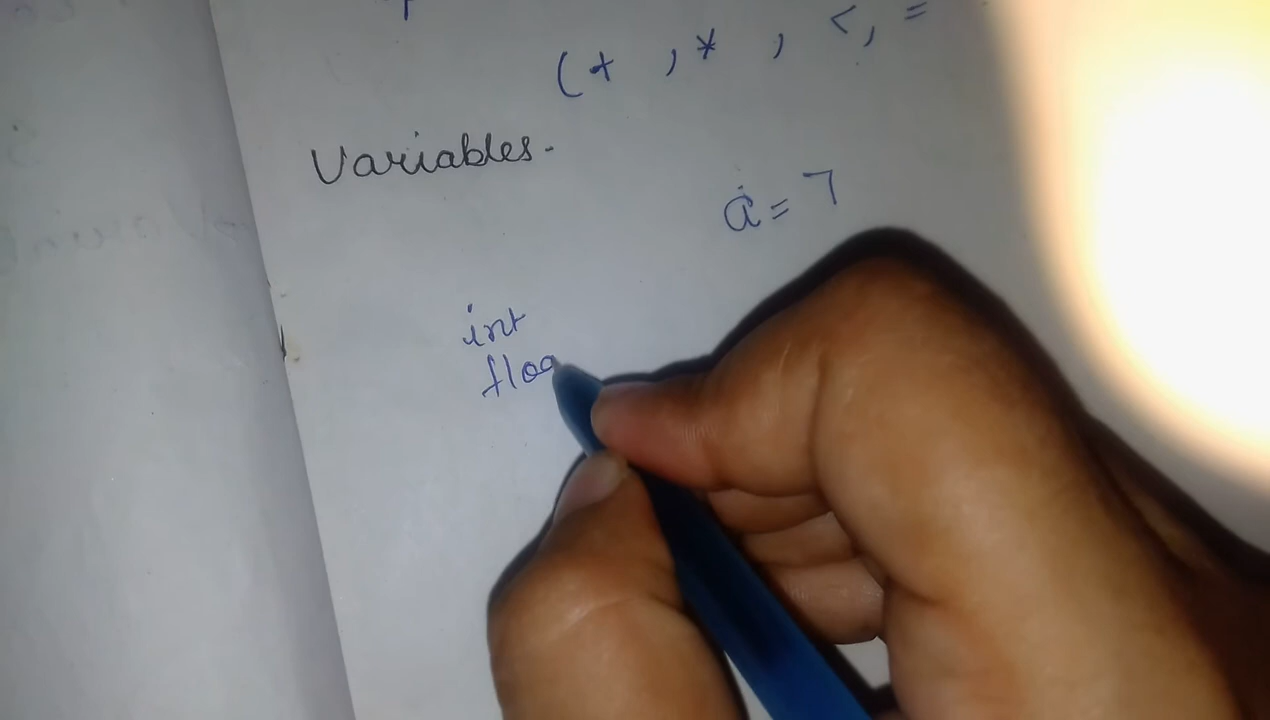 (+ , * , <, =
Variables.
a = 7
int
floa